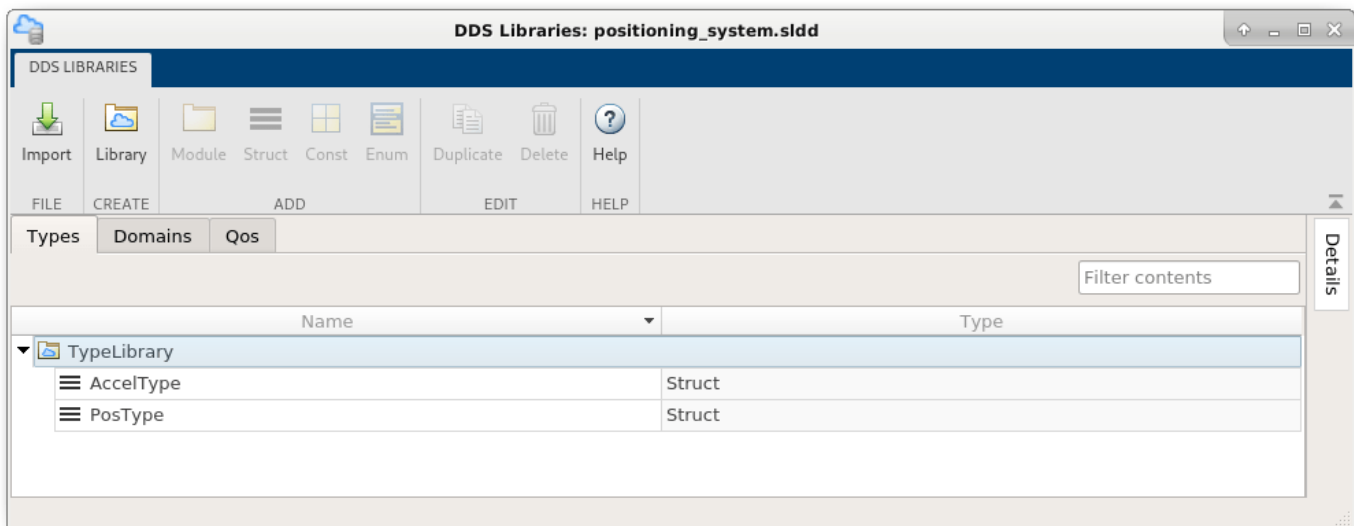 DDS Libraries: positioning_system.sldd
DDS LIBRARIES
Import Library Module Struct Const Enum Duplicate Delete Help
FILE CREATE ADD EDIT HELP
Types Domains Qos
Details
Filter contents
Name Type
TypeLibrary
AccelType Struct
PosType Struct